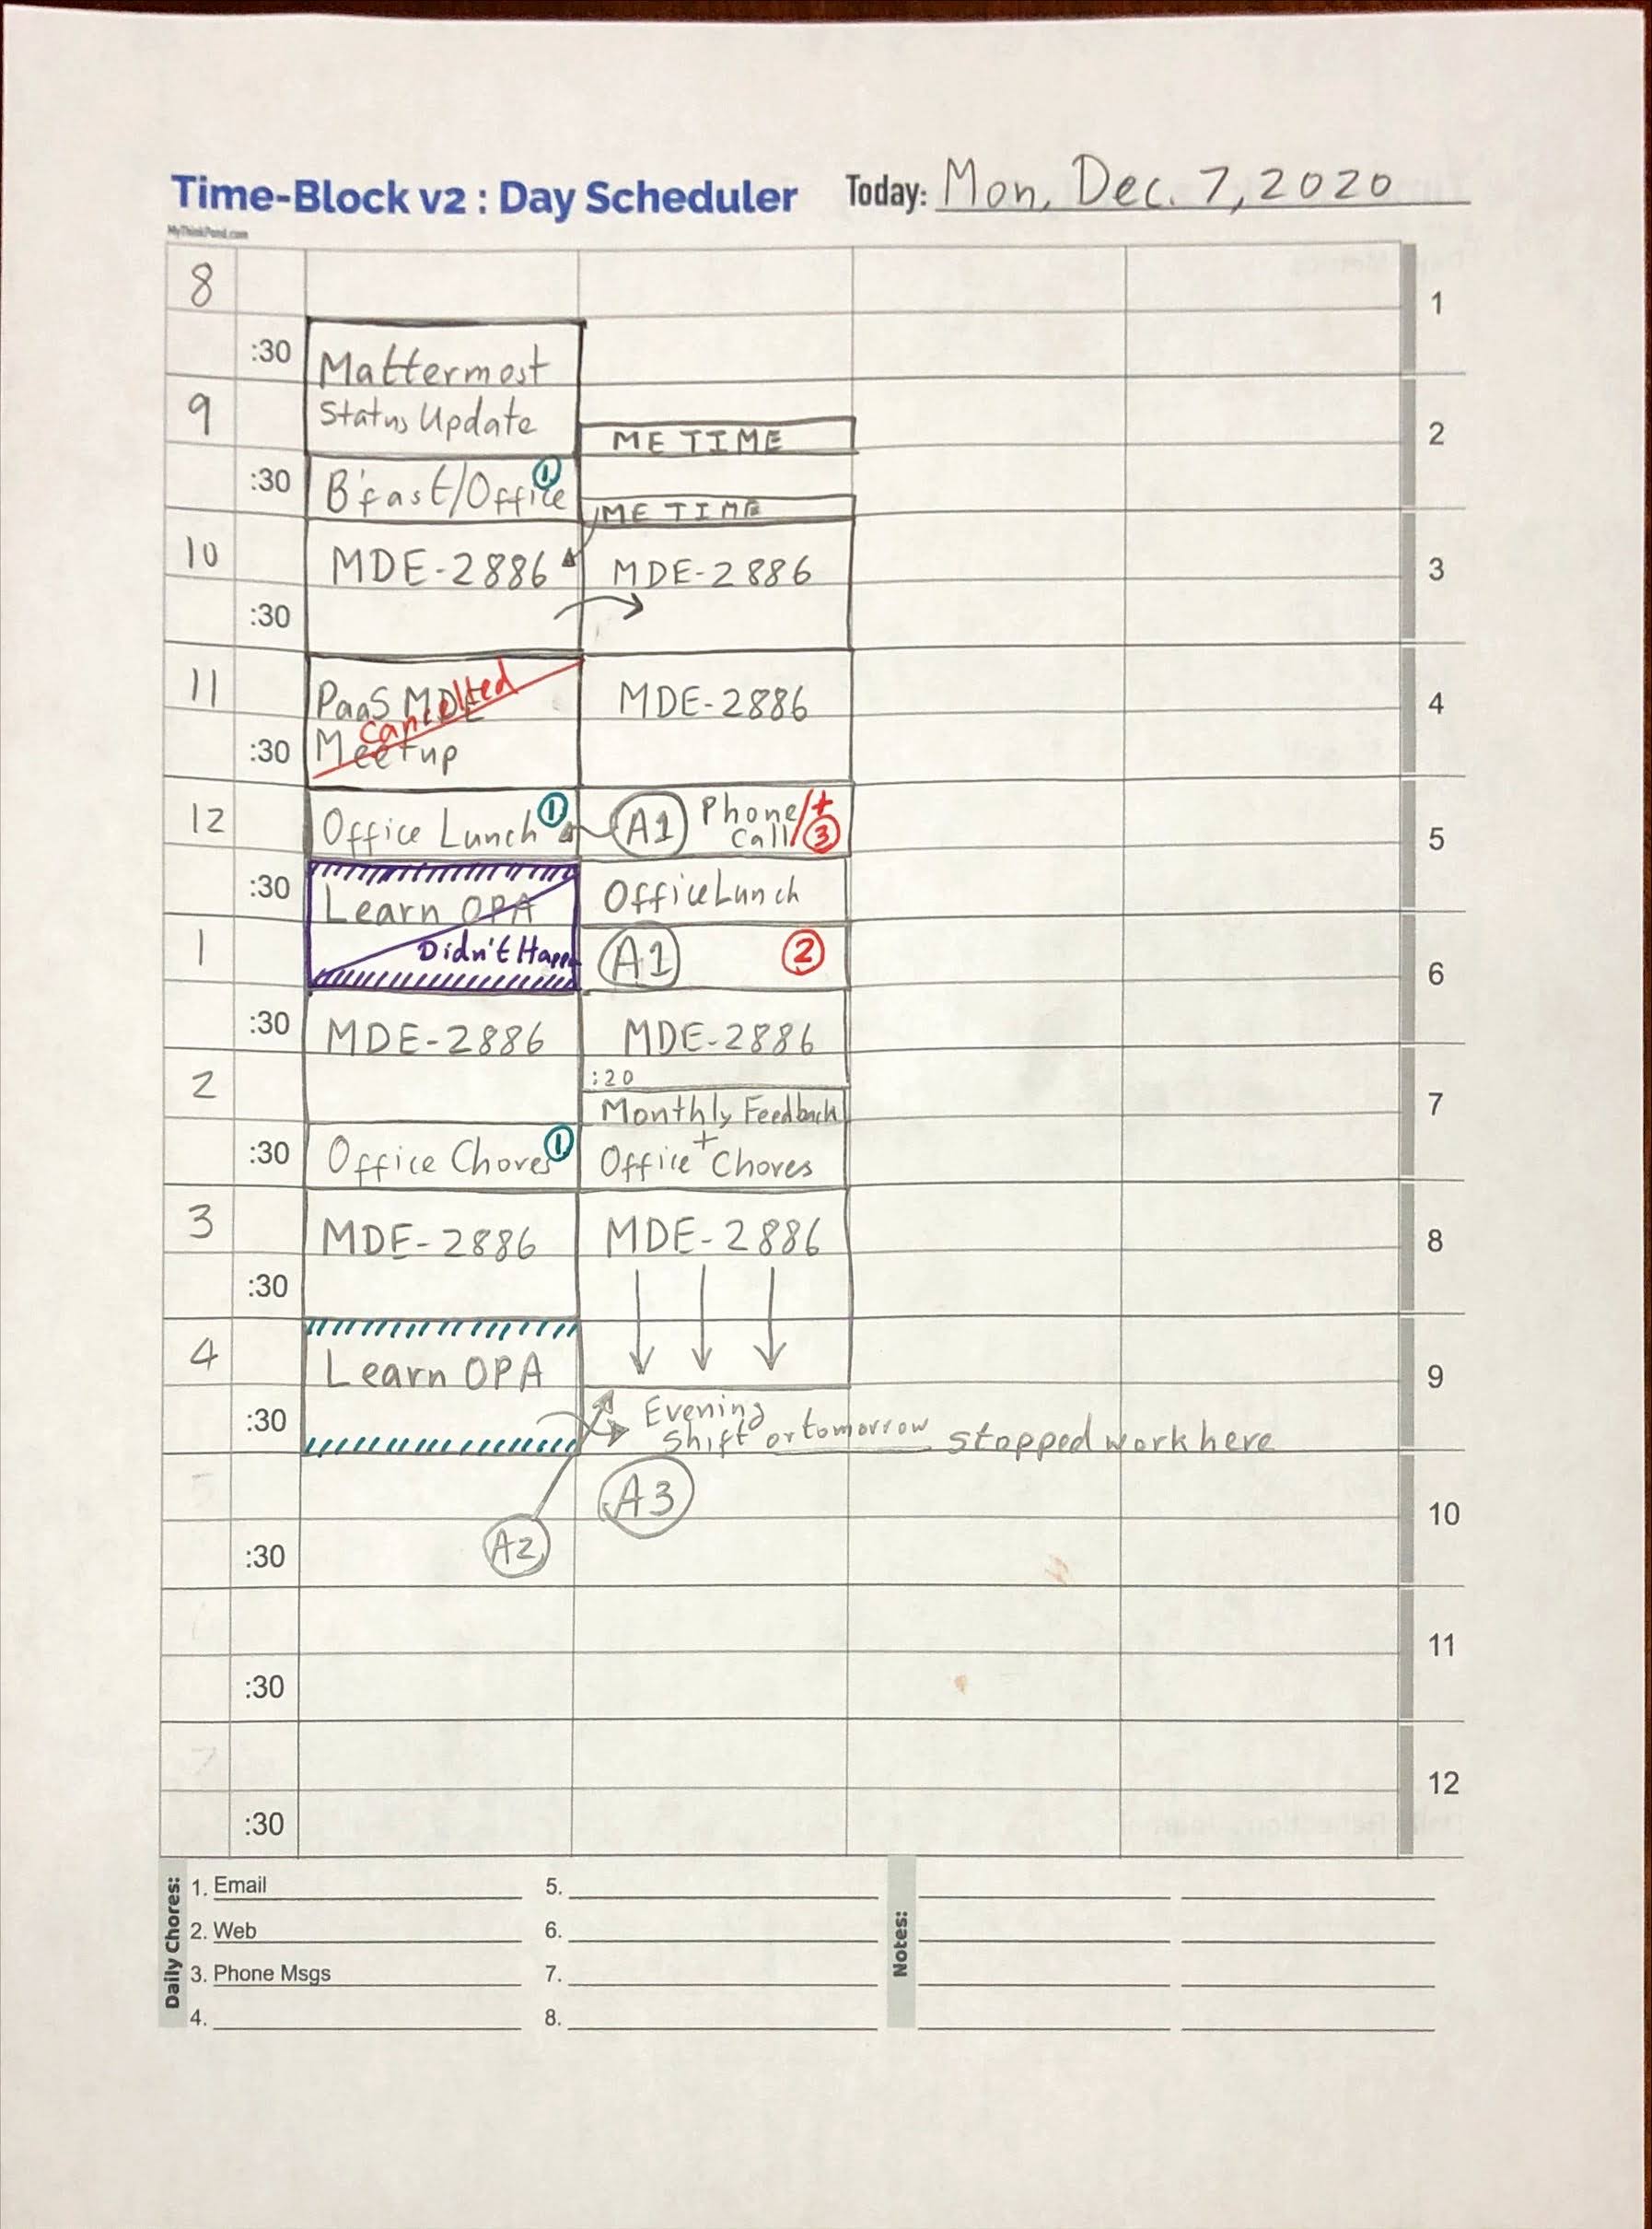 Time-Block v2 : Day Scheduler Today: Mon, Dec. 7, 2020
MyThinkPond.com
8
1
:30
Mattermost
9
Status Update
METIME
2
:30
B'fast/Office 1
METIME
10
MDE-2886
MDE-2886
3
:30
11
PaaS MDE
cancelled
MDE-2886
4
:30
Meetup
12
Office Lunch 1
A1 Phone/+
Call/3
5
:30
Learn OPA
Office Lunch
1
Didn't Happ
A1 2
6
:30
MDE-2886
MDE-2886
:20
2
Monthly Feedback
7
+
:30
Office Chores 1
Office Chores
3
MDE-2886
MDE-2886
8
:30
4
Learn OPA
9
:30
Evening
Shift or tomorrow stopped work here
5
A3
10
:30
A2
11
:30
7
12
:30
Daily Chores:
1. Email
2. Web
3. Phone Msgs
4.
5.
6.
7.
8.
Notes: